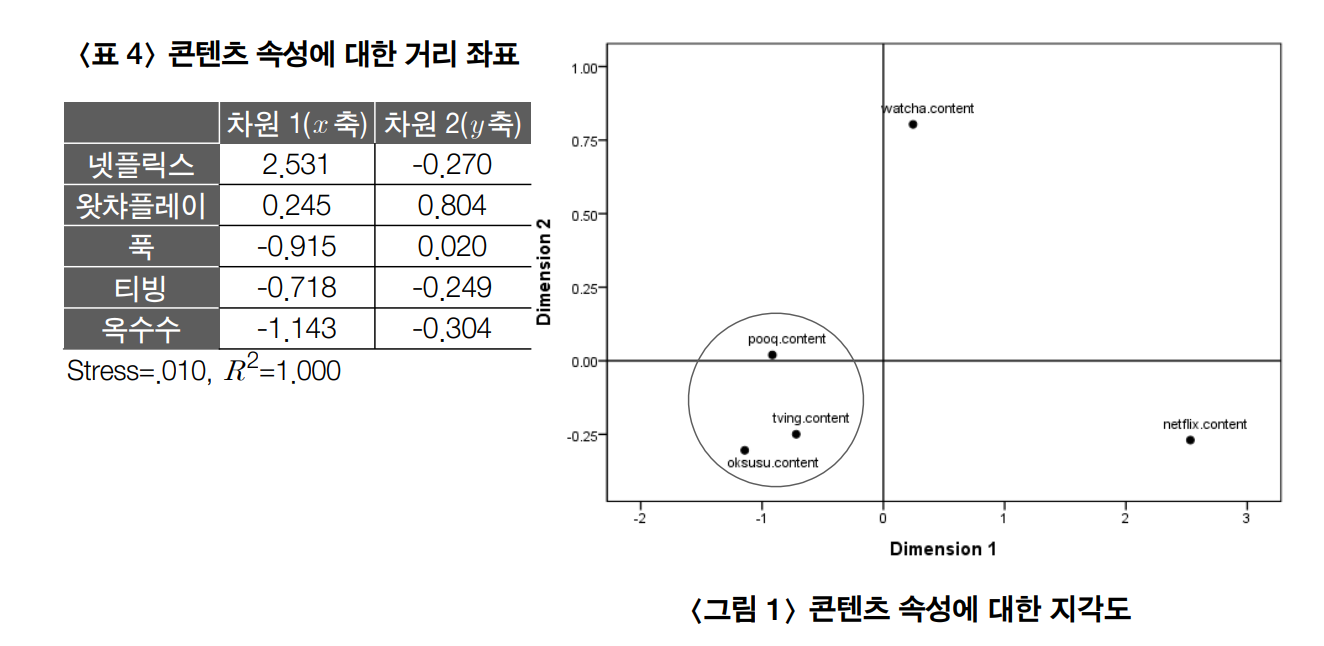 〈표 4〉 콘텐츠 속성에 대한 거리 좌표
차원 1(x축) 차원 2(y축)
넷플릭스 2.531 -0.270
왓챠플레이 0.245 0.804
푹 -0.915 0.020
티빙 -0.718 -0.249
옥수수 -1.143 -0.304
Stress=.010, R²=1.000
1.00
0.75
0.50
0.25
0.00
-0.25
Dimension 2
watcha.content
pooq.content
tving.content
netflix.content
oksusu.content
-2 -1 0 1 2 3
Dimension 1
〈그림 1〉 콘텐츠 속성에 대한 지각도